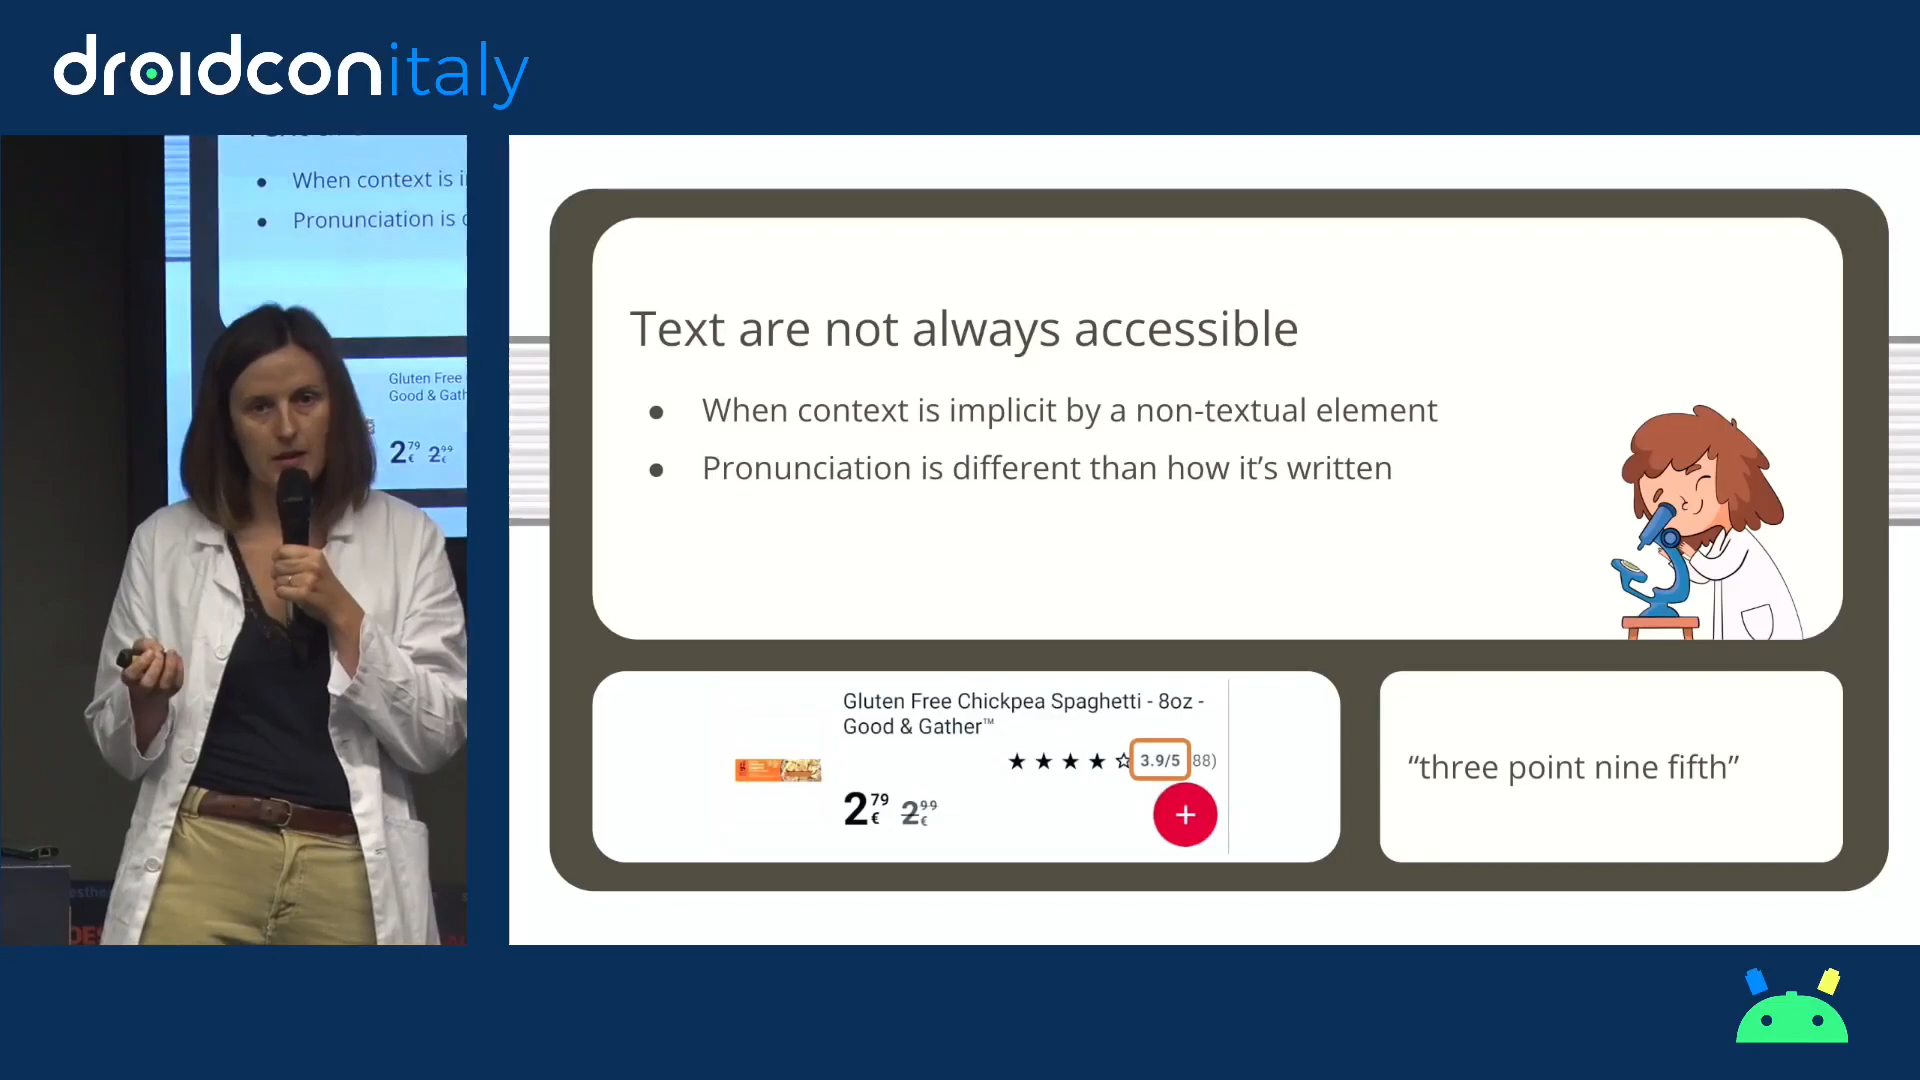 droidconitaly
When context is i
Pronunciation is
Gluten Free
Good & Gath
2 79 € 2 99 €
Text are not always accessible
● When context is implicit by a non-textual element
● Pronunciation is different than how it’s written
Gluten Free Chickpea Spaghetti - 8oz -
Good & Gather™
3.9/5 88)
2 79 € 2 99 €
+
“three point nine fifth”